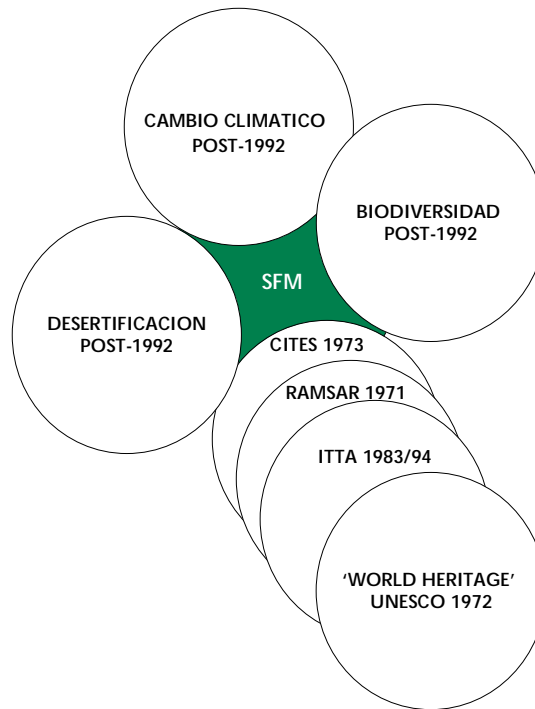 CAMBIO CLIMATICO
POST-1992
BIODIVERSIDAD
POST-1992
SFM
DESERTIFICACION
POST-1992
CITES 1973
RAMSAR 1971
ITTA 1983/94
‘WORLD HERITAGE’
UNESCO 1972